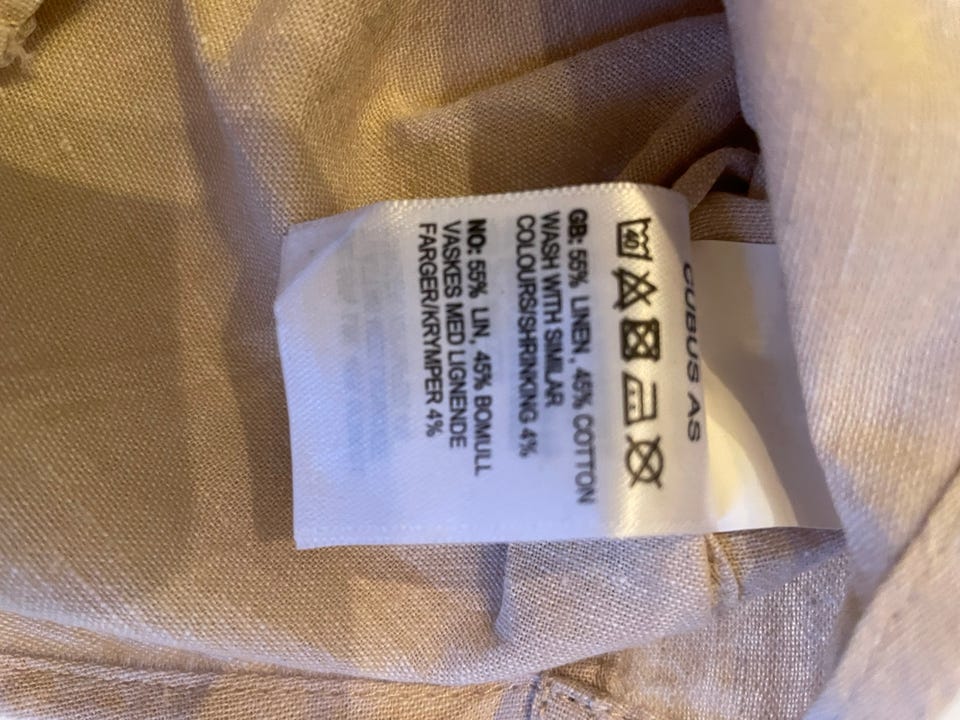 CUBUS AS
40
GB: 55% LINEN, 45% COTTON
WASH WITH SIMILAR
COLOURS/SHRINKING 4%
NO: 55% LIN, 45% BOMULL
VASKES MED LIGNENDE
FARGER/KRYMPER 4%